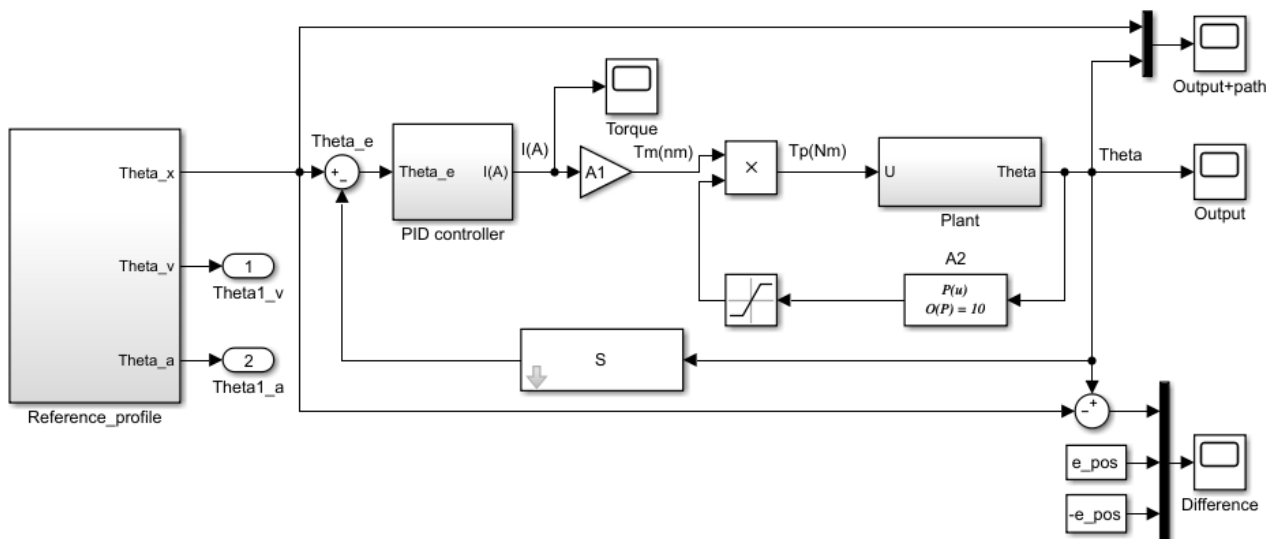 Output+path
Torque
Theta_e
I(A)
Tm(nm)
Tp(Nm)
Theta
Theta_x
+
−
Theta_e
I(A)
A1
×
U
Theta
Output
PID controller
Plant
Theta_v
1
Theta1_v
A2
P(u)
O(P) = 10
Theta_a
2
Theta1_a
S
Reference_profile
+
−
e_pos
-e_pos
Difference